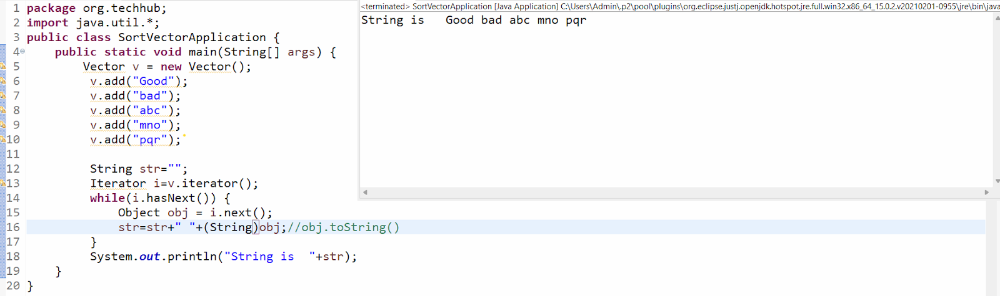 1 package org.techhub;
2 import java.util.*;
3 public class SortVectorApplication {
4     public static void main(String[] args) {
5         Vector v = new Vector();
6          v.add("Good");
7          v.add("bad");
8          v.add("abc");
9          v.add("mno");
10          v.add("pqr");
11
12          String str="";
13          Iterator i=v.iterator();
14          while(i.hasNext()) {
15              Object obj = i.next();
16              str=str+" "+(String)obj;//obj.toString()
17          }
18          System.out.println("String is  "+str);
19     }
20 }
<terminated> SortVectorApplication [Java Application] C:\Users\Admin\.p2\pool\plugins\org.eclipse.justj.openjdk.hotspot.jre.full.win32.x86_64_15.0.2.v20210201-0955\jre\bin\java
String is   Good bad abc mno pqr